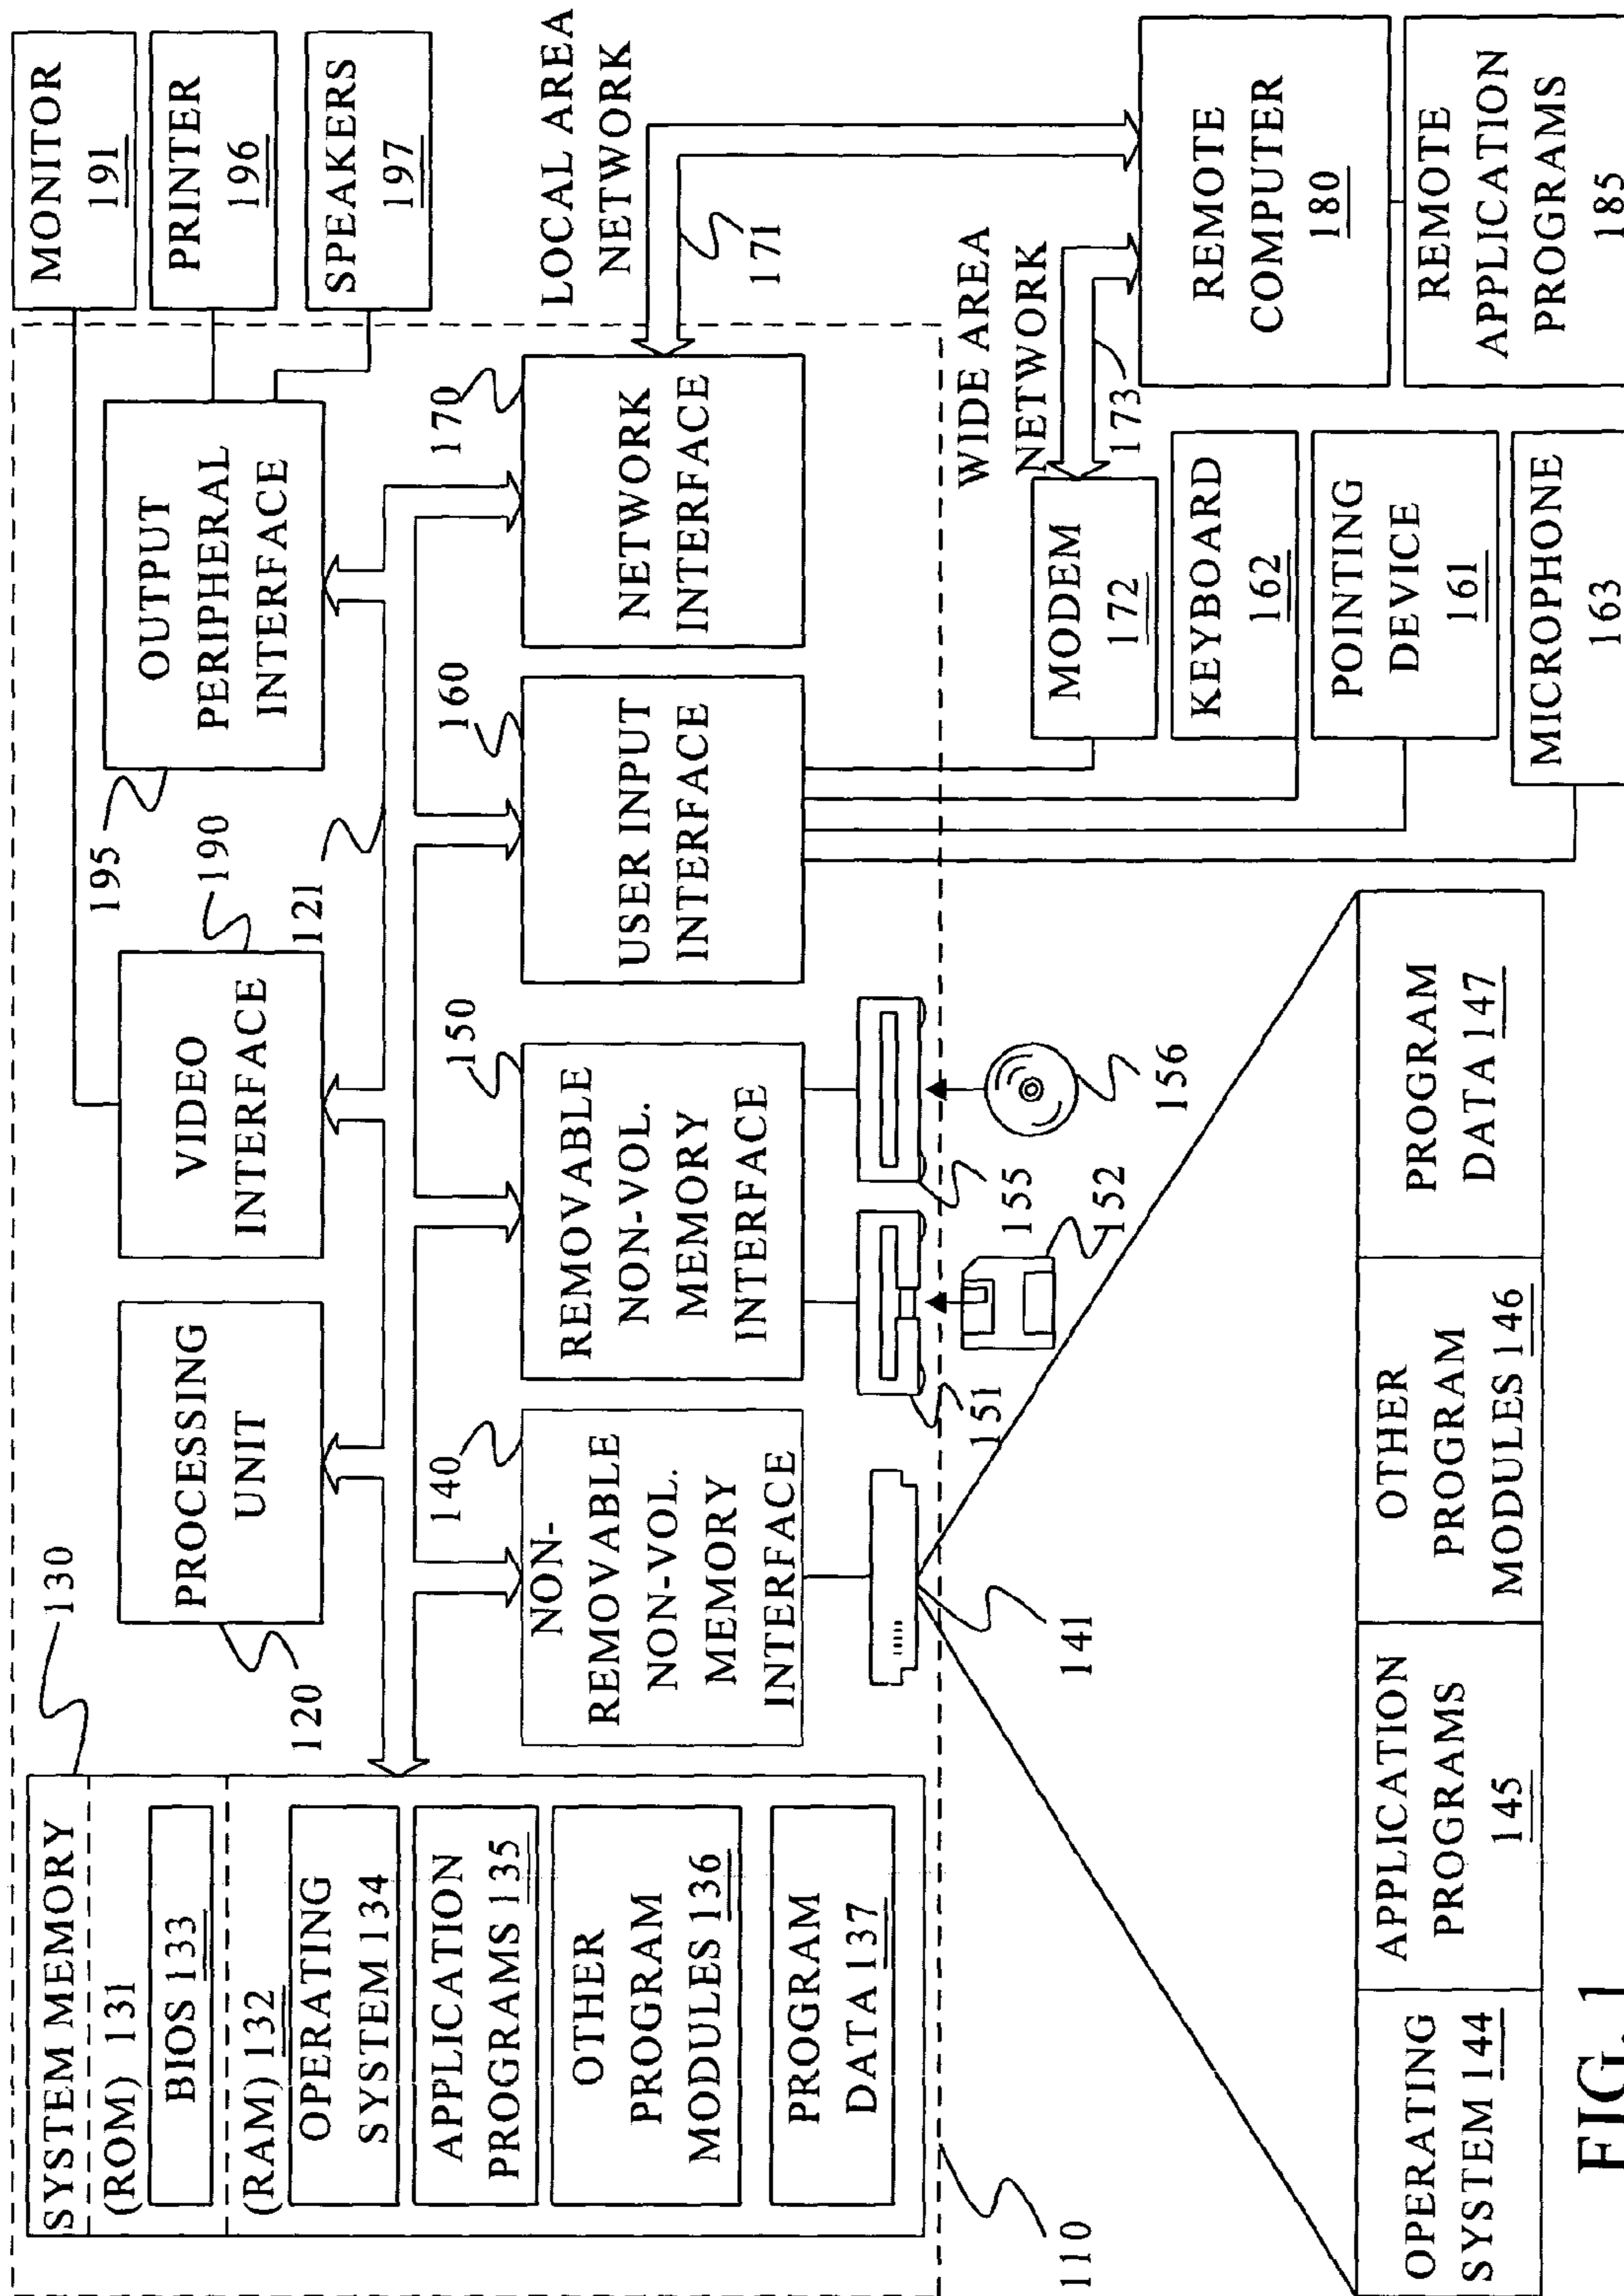 SYSTEM MEMORY
(ROM) 131
BIOS 133
(RAM) 132
OPERATING
SYSTEM 134
APPLICATION
PROGRAMS 135
OTHER
PROGRAM
MODULES 136
PROGRAM
DATA 137
130
PROCESSING
UNIT
120
VIDEO
INTERFACE
190
121
OUTPUT
PERIPHERAL
INTERFACE
195
MONITOR
191
PRINTER
196
SPEAKERS
197
NON-
REMOVABLE
NON-VOL.
MEMORY
INTERFACE
140
REMOVABLE
NON-VOL.
MEMORY
INTERFACE
150
USER INPUT
INTERFACE
160
NETWORK
INTERFACE
170
LOCAL AREA
NETWORK
171
WIDE AREA
NETWORK
173
110
141
151
155
152
156
MODEM
172
KEYBOARD
162
POINTING
DEVICE
161
MICROPHONE
163
REMOTE
COMPUTER
180
REMOTE
APPLICATION
PROGRAMS
185
OPERATING
SYSTEM 144
APPLICATION
PROGRAMS
145
OTHER
PROGRAM
MODULES 146
PROGRAM
DATA 147
FIG. 1